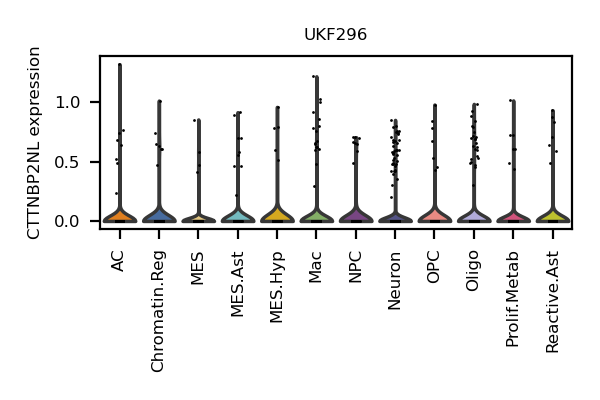 UKF296
CTTNBP2NL expression
1.0
0.5
0.0
AC
Chromatin.Reg
MES
MES.Ast
MES.Hyp
Mac
NPC
Neuron
OPC
Oligo
Prolif.Metab
Reactive.Ast